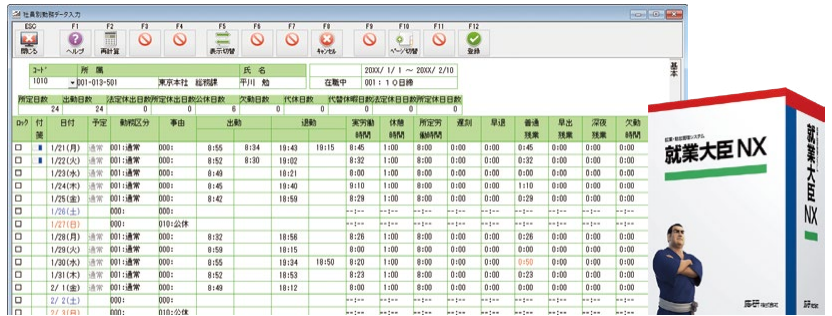 社員別勤務データ入力
ESC F1 F2 F3 F4 F5 F6 F7 F8 F9 F10 F11 F12
閉じる ヘルプ 再計算 表示切替 キャンセル ページ切替 登録
基本
コード 所 属 氏 名 20XX/ 1/ 1 ～ 20XX/ 2/10
1010 001-013-501 東京本社 総務課 平川 勉 在職中 001：１０日締
所定日数 出勤日数 法定休出日数 所定休出日数 公休日数 欠勤日数 代休日数 代替休暇日数 法定休日日数 所定休日日数
24 24 0 0 6 0 0 0 0 0
ロック 付箋 日付 予定 勤務区分 事由 出勤 退勤 実労働時間 休憩時間 所定労働時間 遅刻 早退 普通残業 早出残業 深夜残業 欠勤時間
1/21(月) 通常 001:通常 000: 8:55 8:34 19:43 19:15 8:45 1:00 8:00 0:00 0:00 0:45 0:00 0:00 0:00
1/22(火) 通常 001:通常 000: 8:52 8:30 19:02 8:32 1:00 8:00 0:00 0:00 0:32 0:00 0:00 0:00
1/23(水) 通常 001:通常 000: 8:49 18:21 8:00 1:00 8:00 0:00 0:00 0:00 0:00 0:00 0:00
1/24(木) 通常 001:通常 000: 8:45 19:40 9:10 1:00 8:00 0:00 0:00 1:10 0:00 0:00 0:00
1/25(金) 通常 001:通常 000: 8:42 18:59 8:29 1:00 8:00 0:00 0:00 0:29 0:00 0:00 0:00
1/26(土) 000: 000: --:-- --:-- --:-- --:-- --:-- --:-- --:-- --:-- --:--
1/27(日) 000: 010:公休 --:-- --:-- --:-- --:-- --:-- --:-- --:-- --:-- --:--
1/28(月) 通常 001:通常 000: 8:32 18:56 8:26 1:00 8:00 0:00 0:00 0:26 0:00 0:00 0:00
1/29(火) 通常 001:通常 000: 8:59 18:15 8:00 1:00 8:00 0:00 0:00 0:00 0:00 0:00 0:00
1/30(水) 通常 001:通常 000: 8:55 19:34 18:50 8:20 1:00 8:00 0:00 0:00 0:50 0:00 0:00 0:00
1/31(木) 通常 001:通常 000: 8:52 18:53 8:23 1:00 8:00 0:00 0:00 0:23 0:00 0:00 0:00
2/ 1(金) 通常 001:通常 000: 8:49 18:12 8:00 1:00 8:00 0:00 0:00 0:00 0:00 0:00 0:00
2/ 2(土) 000: 000: --:-- --:-- --:-- --:-- --:-- --:-- --:-- --:-- --:--
2/ 3(日) 000: 010:公休 --:-- --:-- --:-- --:-- --:-- --:-- --:-- --:-- --:--
就業大臣NX
就業大臣NX